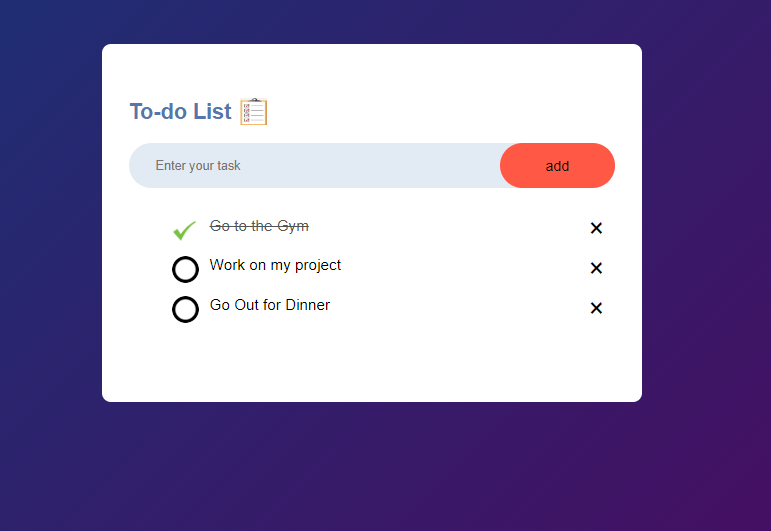 To-do List
Enter your task
add
Go to the Gym
×
Work on my project
×
Go Out for Dinner
×